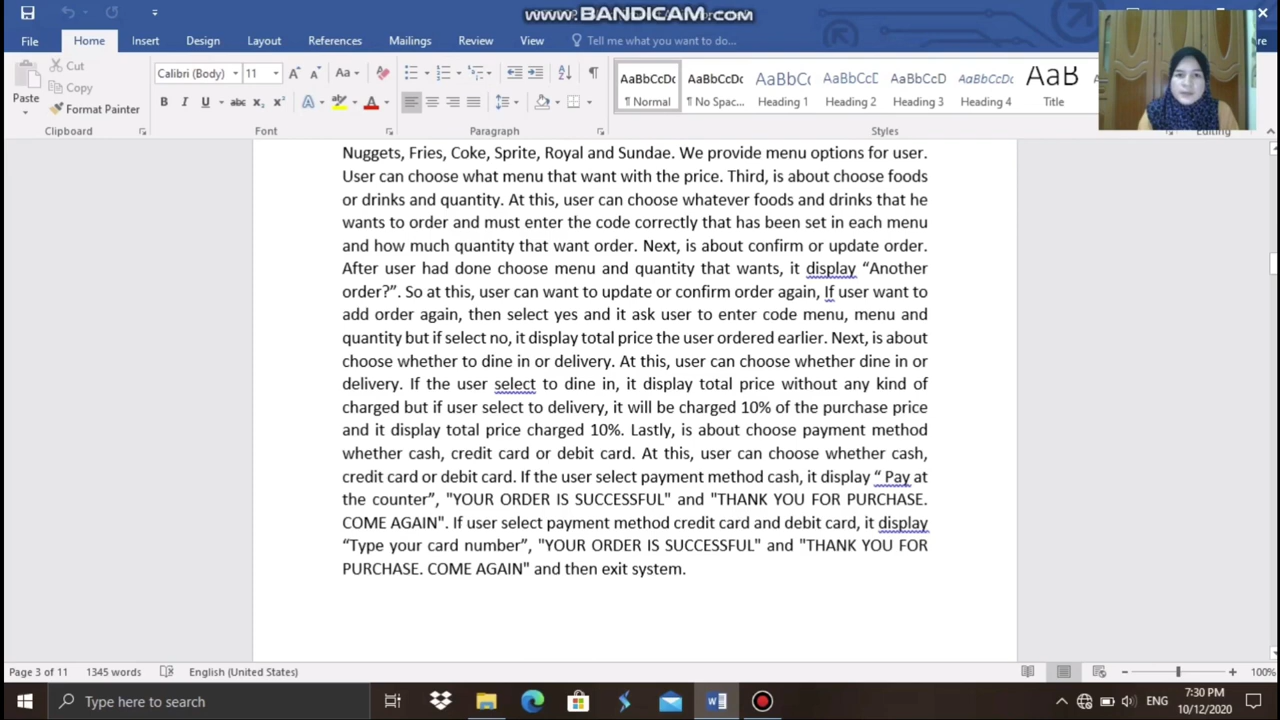 www.BANDICAM.com
File Home Insert Design Layout References Mailings Review View Tell me what you want to do...
Cut
Copy
Format Painter
Paste
Calibri (Body) 11
AaBbCcDc AaBbCcDc AaBbCc AaBbCcD AaBbCcD AaBbCcD AaB
¶ Normal ¶ No Spac... Heading 1 Heading 2 Heading 3 Heading 4 Title
Clipboard Font Paragraph Styles Editing
Nuggets, Fries, Coke, Sprite, Royal and Sundae. We provide menu options for user.
User can choose what menu that want with the price. Third, is about choose foods
or drinks and quantity. At this, user can choose whatever foods and drinks that he
wants to order and must enter the code correctly that has been set in each menu
and how much quantity that want order. Next, is about confirm or update order.
After user had done choose menu and quantity that wants, it display “Another
order?”. So at this, user can want to update or confirm order again, If user want to
add order again, then select yes and it ask user to enter code menu, menu and
quantity but if select no, it display total price the user ordered earlier. Next, is about
choose whether to dine in or delivery. At this, user can choose whether dine in or
delivery. If the user select to dine in, it display total price without any kind of
charged but if user select to delivery, it will be charged 10% of the purchase price
and it display total price charged 10%. Lastly, is about choose payment method
whether cash, credit card or debit card. At this, user can choose whether cash,
credit card or debit card. If the user select payment method cash, it display “ Pay at
the counter”, "YOUR ORDER IS SUCCESSFUL" and "THANK YOU FOR PURCHASE.
COME AGAIN". If user select payment method credit card and debit card, it display
“Type your card number”, "YOUR ORDER IS SUCCESSFUL" and "THANK YOU FOR
PURCHASE. COME AGAIN" and then exit system.
Page 3 of 11 1345 words English (United States) 100%
Type here to search
ENG
7:30 PM
10/12/2020